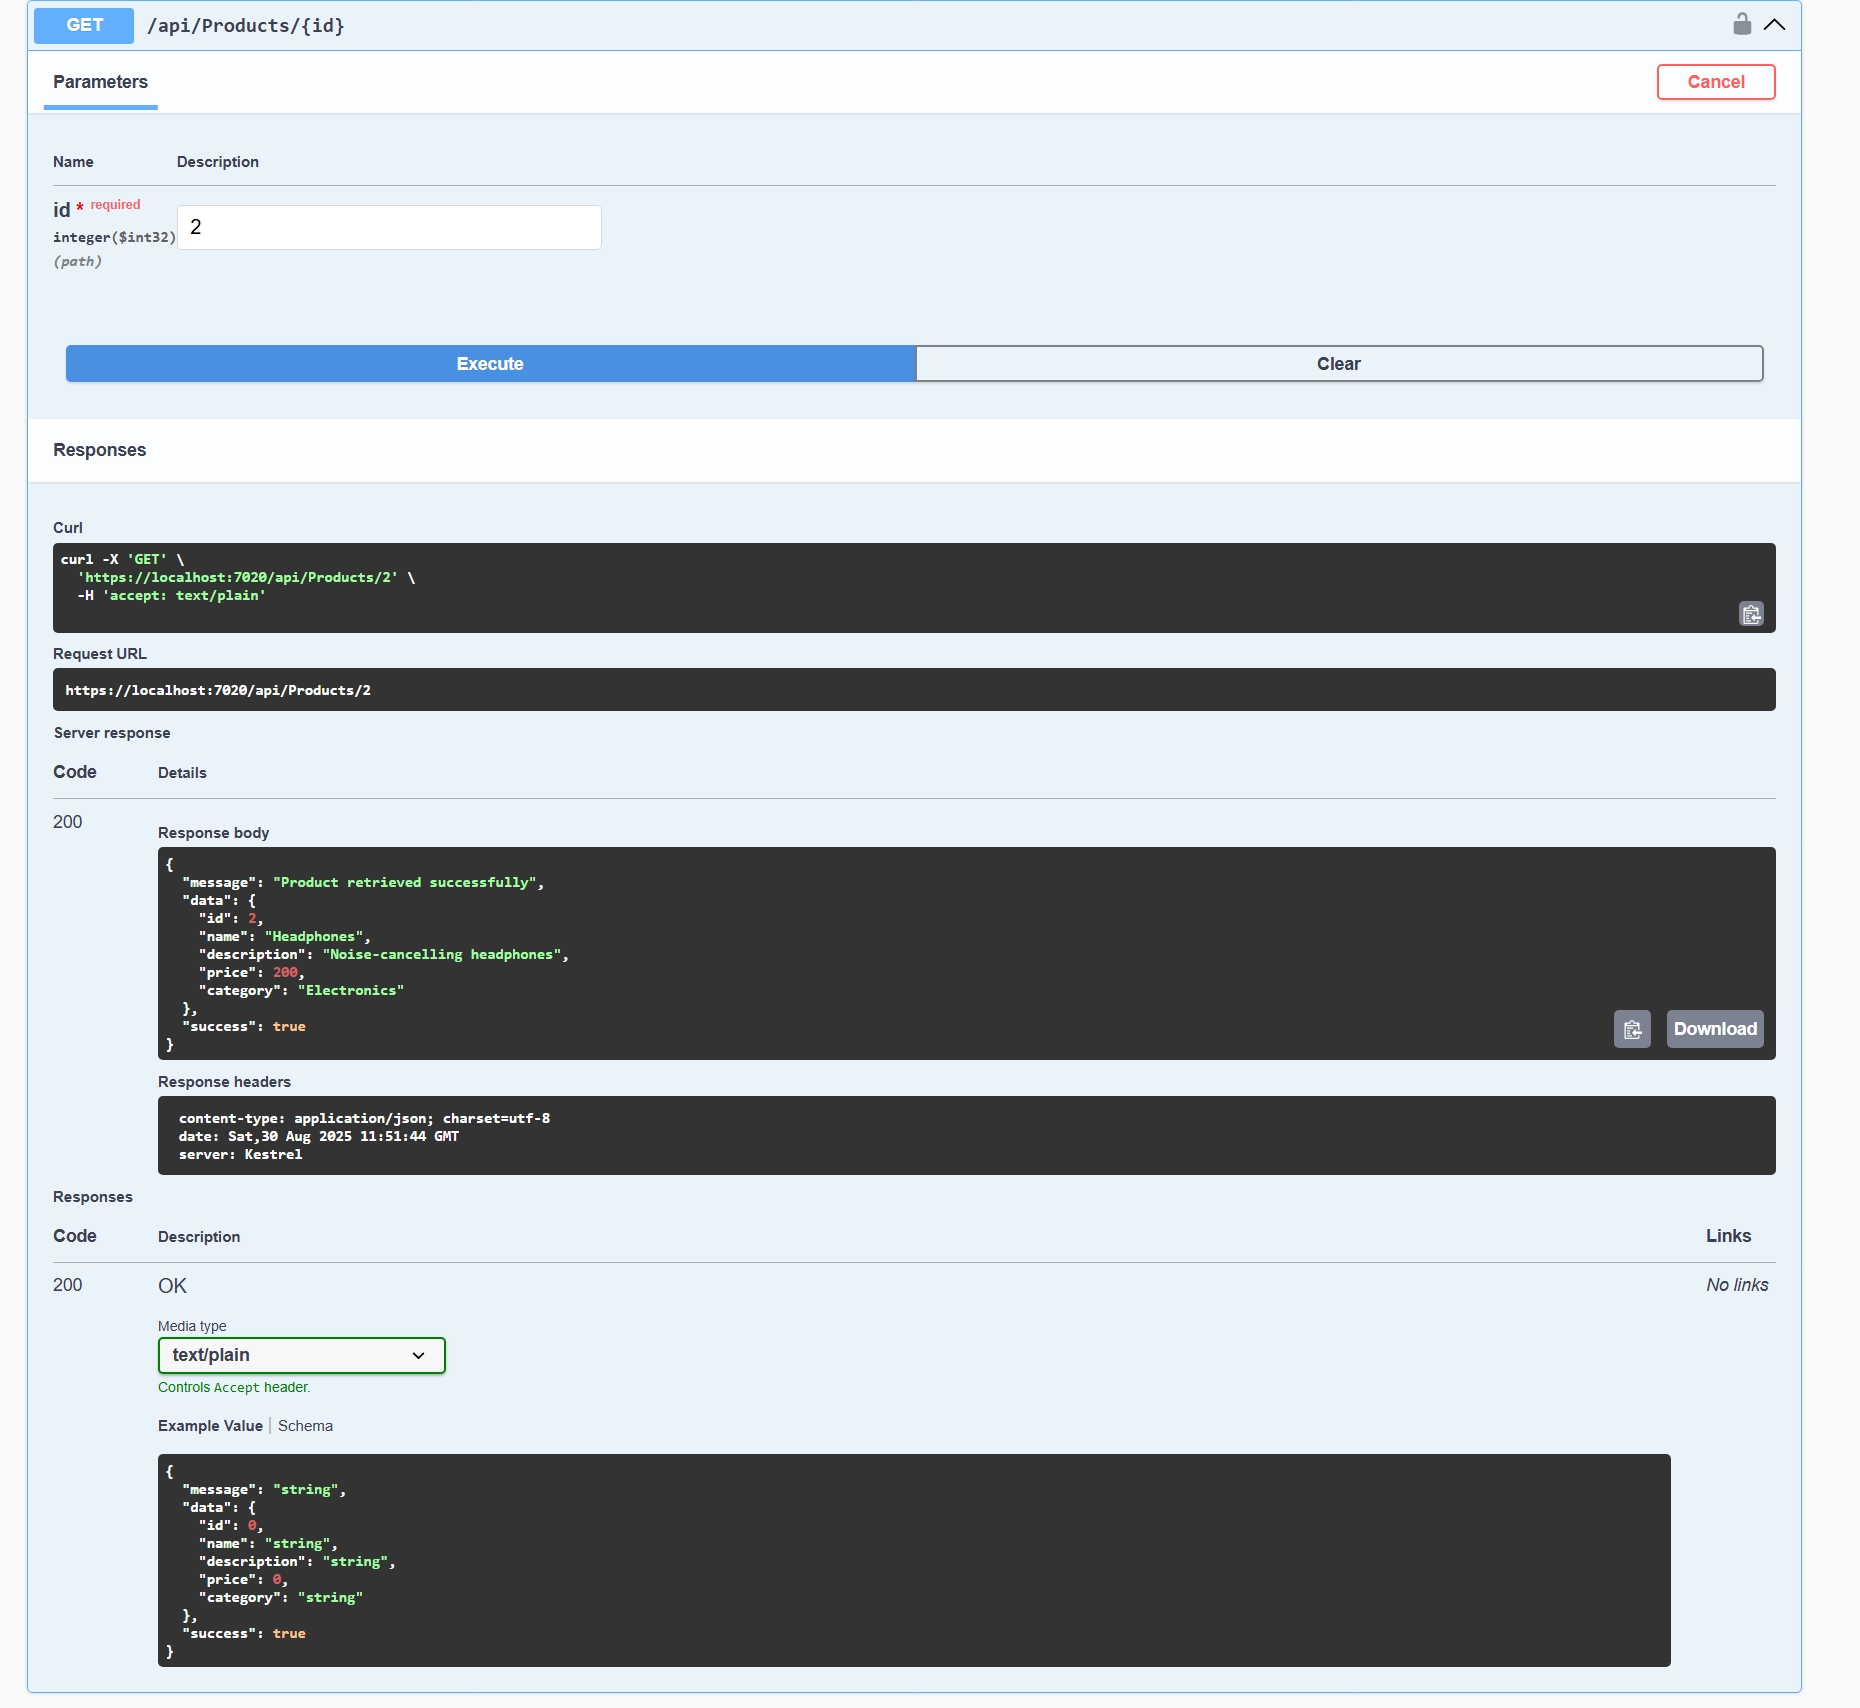 GET /api/Products/{id}
Parameters
Cancel
Name Description
id * required
integer($int32)
(path)
2
Execute Clear
Responses
Curl
curl -X 'GET' \
  'https://localhost:7020/api/Products/2' \
  -H 'accept: text/plain'
Request URL
https://localhost:7020/api/Products/2
Server response
Code Details
200
Response body
{
  "message": "Product retrieved successfully",
  "data": {
    "id": 2,
    "name": "Headphones",
    "description": "Noise-cancelling headphones",
    "price": 200,
    "category": "Electronics"
  },
  "success": true
}
Download
Response headers
content-type: application/json; charset=utf-8
date: Sat,30 Aug 2025 11:51:44 GMT
server: Kestrel
Responses
Code Description Links
200 OK No links
Media type
text/plain
Controls Accept header.
Example Value Schema
{
  "message": "string",
  "data": {
    "id": 0,
    "name": "string",
    "description": "string",
    "price": 0,
    "category": "string"
  },
  "success": true
}